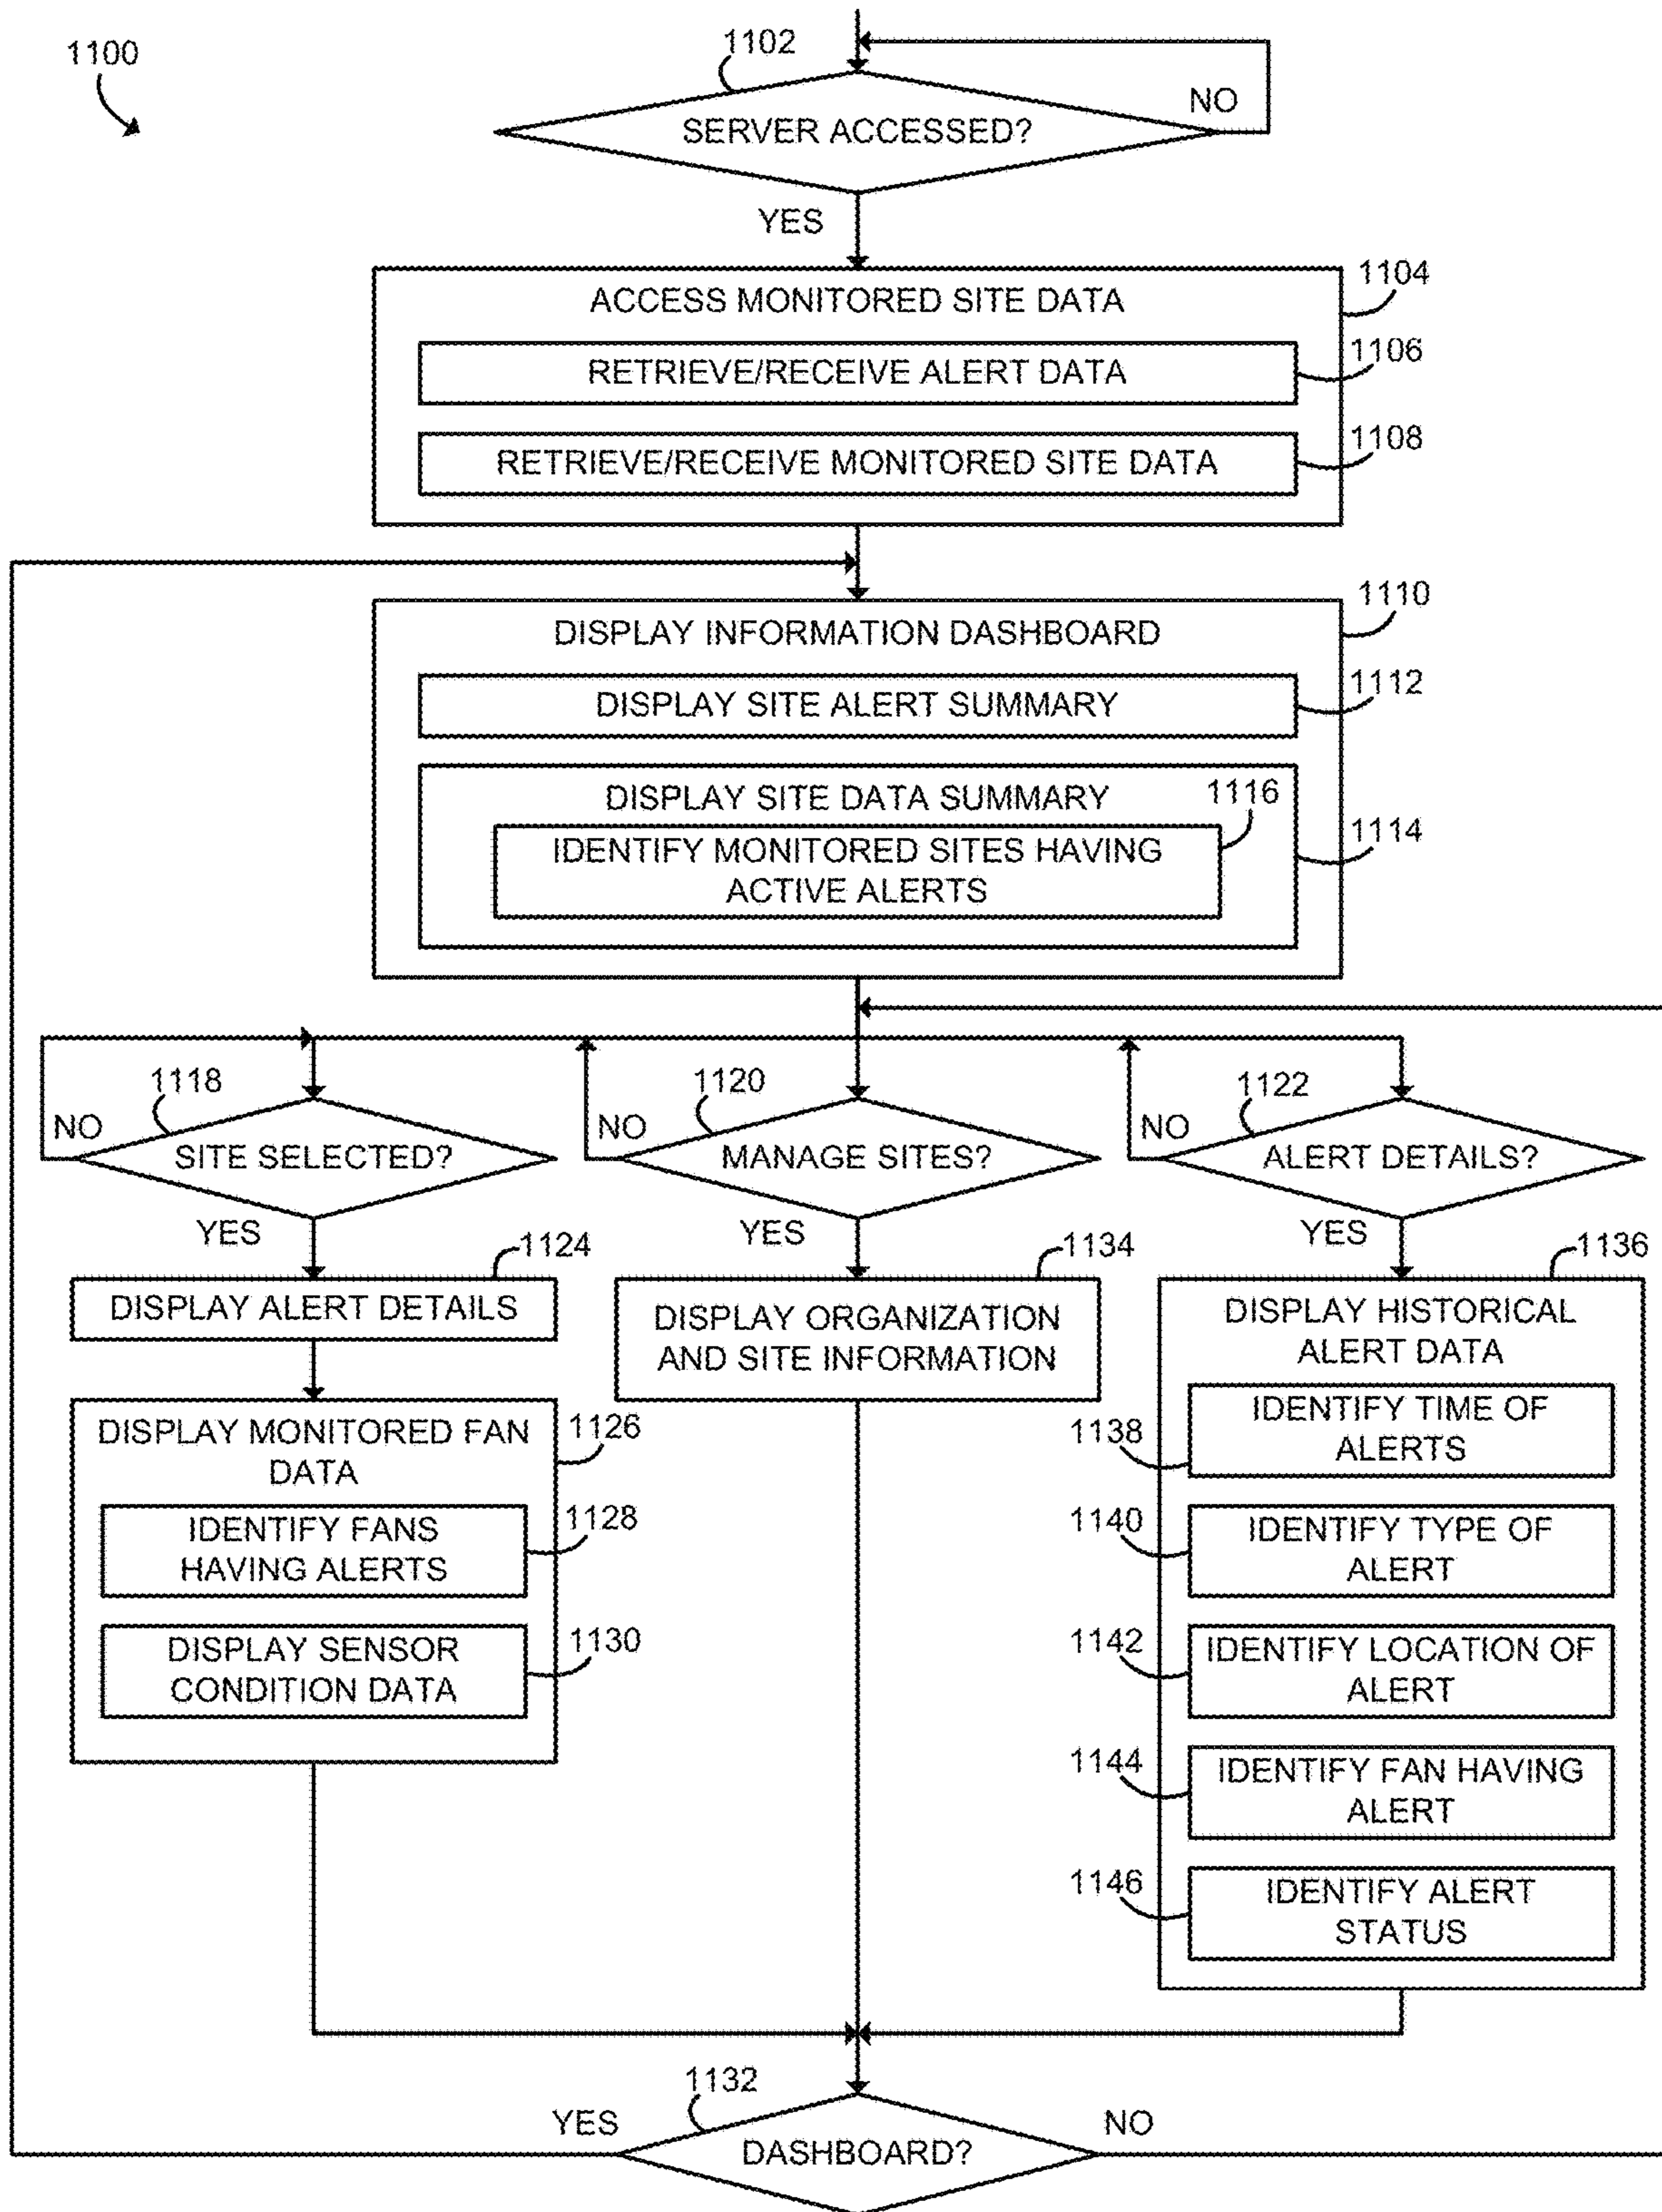 1100
1102
SERVER ACCESSED?
NO
YES
ACCESS MONITORED SITE DATA
1104
RETRIEVE/RECEIVE ALERT DATA
1106
RETRIEVE/RECEIVE MONITORED SITE DATA
1108
DISPLAY INFORMATION DASHBOARD
1110
DISPLAY SITE ALERT SUMMARY
1112
DISPLAY SITE DATA SUMMARY
1116
IDENTIFY MONITORED SITES HAVING
ACTIVE ALERTS
1114
1118
NO
SITE SELECTED?
YES
1120
NO
MANAGE SITES?
YES
1122
NO
ALERT DETAILS?
YES
1124
DISPLAY ALERT DETAILS
DISPLAY MONITORED FAN
DATA
1126
IDENTIFY FANS
HAVING ALERTS
1128
DISPLAY SENSOR
CONDITION DATA
1130
1134
DISPLAY ORGANIZATION
AND SITE INFORMATION
1136
DISPLAY HISTORICAL
ALERT DATA
1138
IDENTIFY TIME OF
ALERTS
1140
IDENTIFY TYPE OF
ALERT
1142
IDENTIFY LOCATION OF
ALERT
1144
IDENTIFY FAN HAVING
ALERT
1146
IDENTIFY ALERT
STATUS
1132
YES
DASHBOARD?
NO